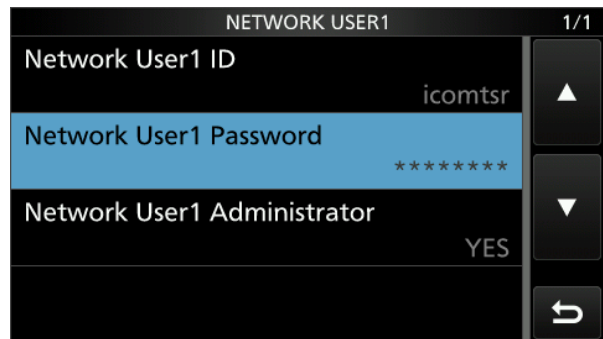 NETWORK USER1 1/1
Network User1 ID
icomtsr
Network User1 Password
********
Network User1 Administrator
YES